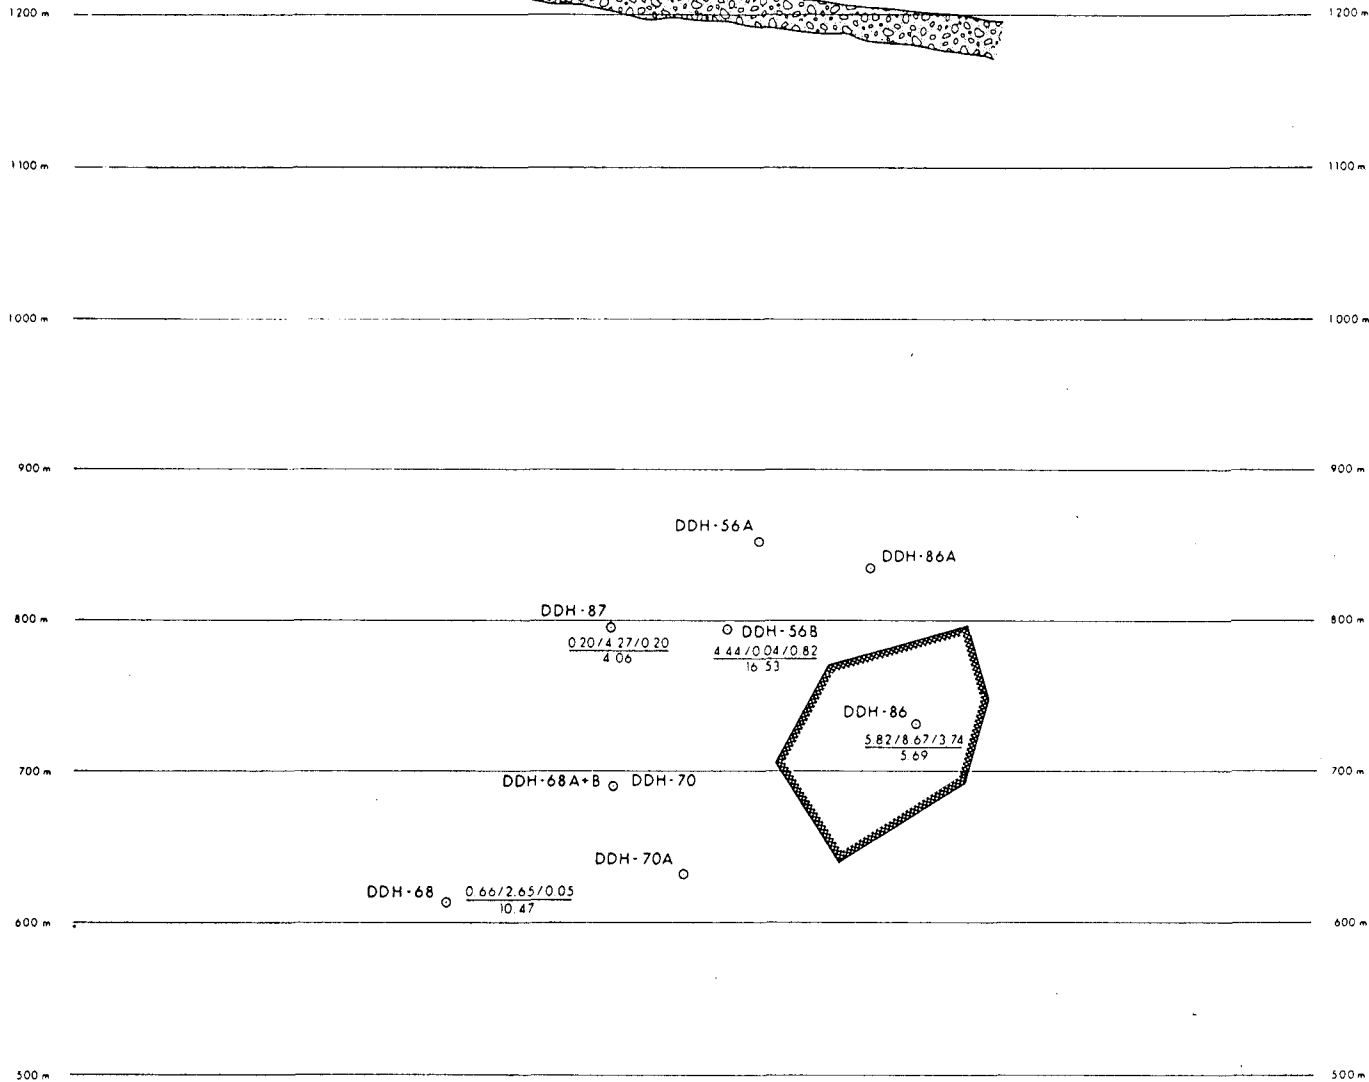 1200 m 1200 m
1100 m 1100 m
1000 m 1000 m
900 m 900 m
DDH-56A
DDH-86A
DDH-87
800 m 800 m
DDH-56B
0.20/4.27/0.20
4.06
4.44/0.04/0.82
16.53
DDH-86
5.82/8.67/3.74
5.69
700 m 700 m
DDH-68A+B DDH-70
DDH-70A
DDH-68 0.66/2.65/0.05
10.47
600 m 600 m
500 m 500 m